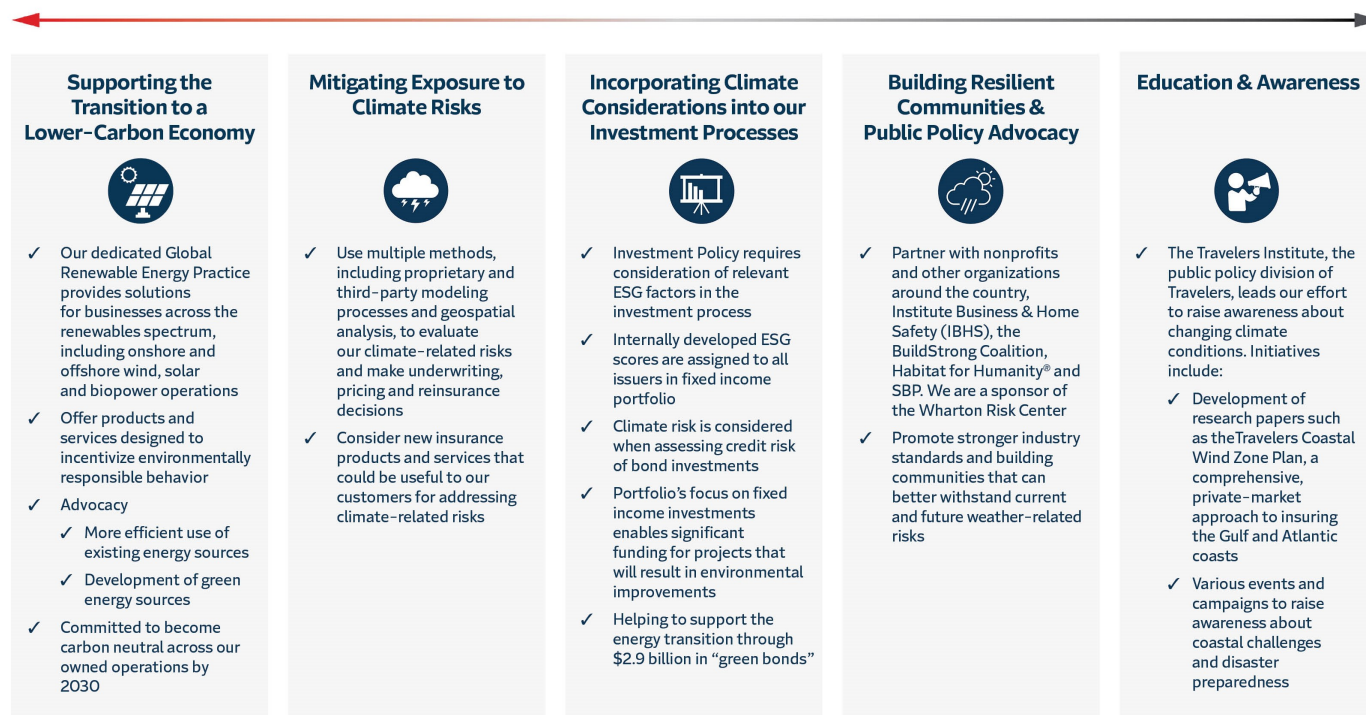 Supporting the
Transition to a
Lower-Carbon Economy
✓ Our dedicated Global
Renewable Energy Practice
provides solutions
for businesses across the
renewables spectrum,
including onshore and
offshore wind, solar
and biopower operations
✓ Offer products and
services designed to
incentivize environmentally
responsible behavior
✓ Advocacy
✓ More efficient use of
existing energy sources
✓ Development of green
energy sources
✓ Committed to become
carbon neutral across our
owned operations by
2030
Mitigating Exposure to
Climate Risks
✓ Use multiple methods,
including proprietary and
third-party modeling
processes and geospatial
analysis, to evaluate
our climate-related risks
and make underwriting,
pricing and reinsurance
decisions
✓ Consider new insurance
products and services that
could be useful to our
customers for addressing
climate-related risks
Incorporating Climate
Considerations into our
Investment Processes
✓ Investment Policy requires
consideration of relevant
ESG factors in the
investment process
✓ Internally developed ESG
scores are assigned to all
issuers in fixed income
portfolio
✓ Climate risk is considered
when assessing credit risk
of bond investments
✓ Portfolio's focus on fixed
income investments
enables significant
funding for projects that
will result in environmental
improvements
✓ Helping to support the
energy transition through
$2.9 billion in “green bonds”
Building Resilient
Communities &
Public Policy Advocacy
✓ Partner with nonprofits
and other organizations
around the country,
Institute Business & Home
Safety (IBHS), the
BuildStrong Coalition,
Habitat for Humanity® and
SBP. We are a sponsor of
the Wharton Risk Center
✓ Promote stronger industry
standards and building
communities that can
better withstand current
and future weather-related
risks
Education & Awareness
✓ The Travelers Institute, the
public policy division of
Travelers, leads our effort
to raise awareness about
changing climate
conditions. Initiatives
include:
✓ Development of
research papers such
as theTravelers Coastal
Wind Zone Plan, a
comprehensive,
private-market
approach to insuring
the Gulf and Atlantic
coasts
✓ Various events and
campaigns to raise
awareness about
coastal challenges
and disaster
preparedness